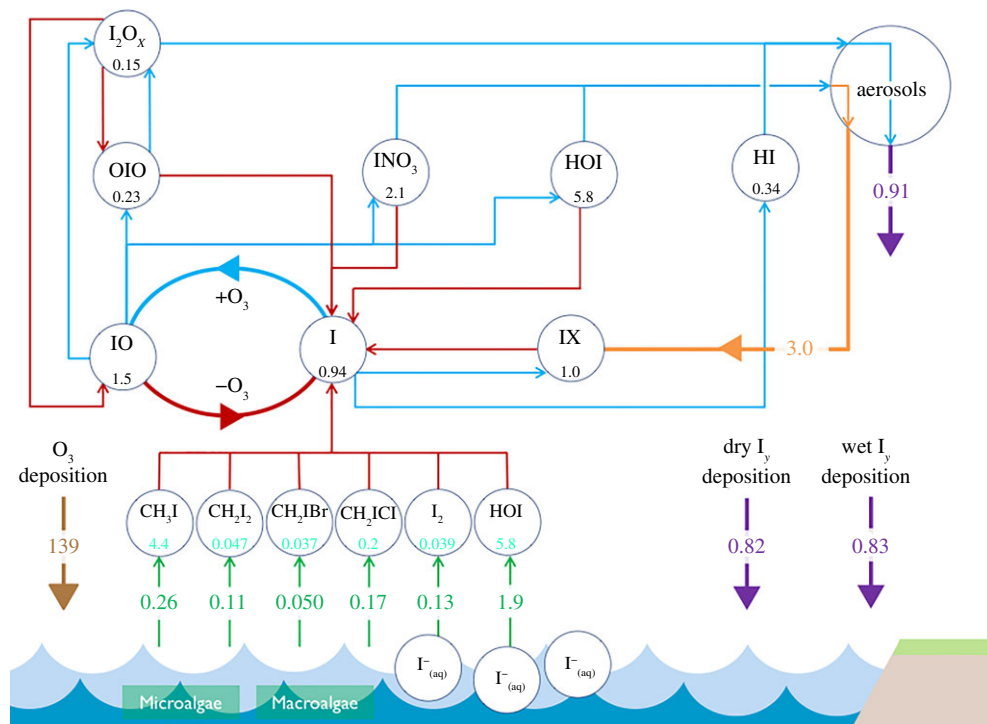 I₂Oₓ
0.15
aerosols
OIO
0.23
INO₃
2.1
HOI
5.8
HI
0.34
0.91
+O₃
IO
1.5
I
0.94
IX
1.0
3.0
−O₃
O₃
deposition
dry Iy
deposition
wet Iy
deposition
CH₃I
4.4
CH₂I₂
0.047
CH₂IBr
0.037
CH₂ICI
0.2
I₂
0.039
HOI
5.8
139
0.82
0.83
0.26
0.11
0.050
0.17
0.13
1.9
I⁻(aq)
I⁻(aq)
I⁻(aq)
Microalgae
Macroalgae